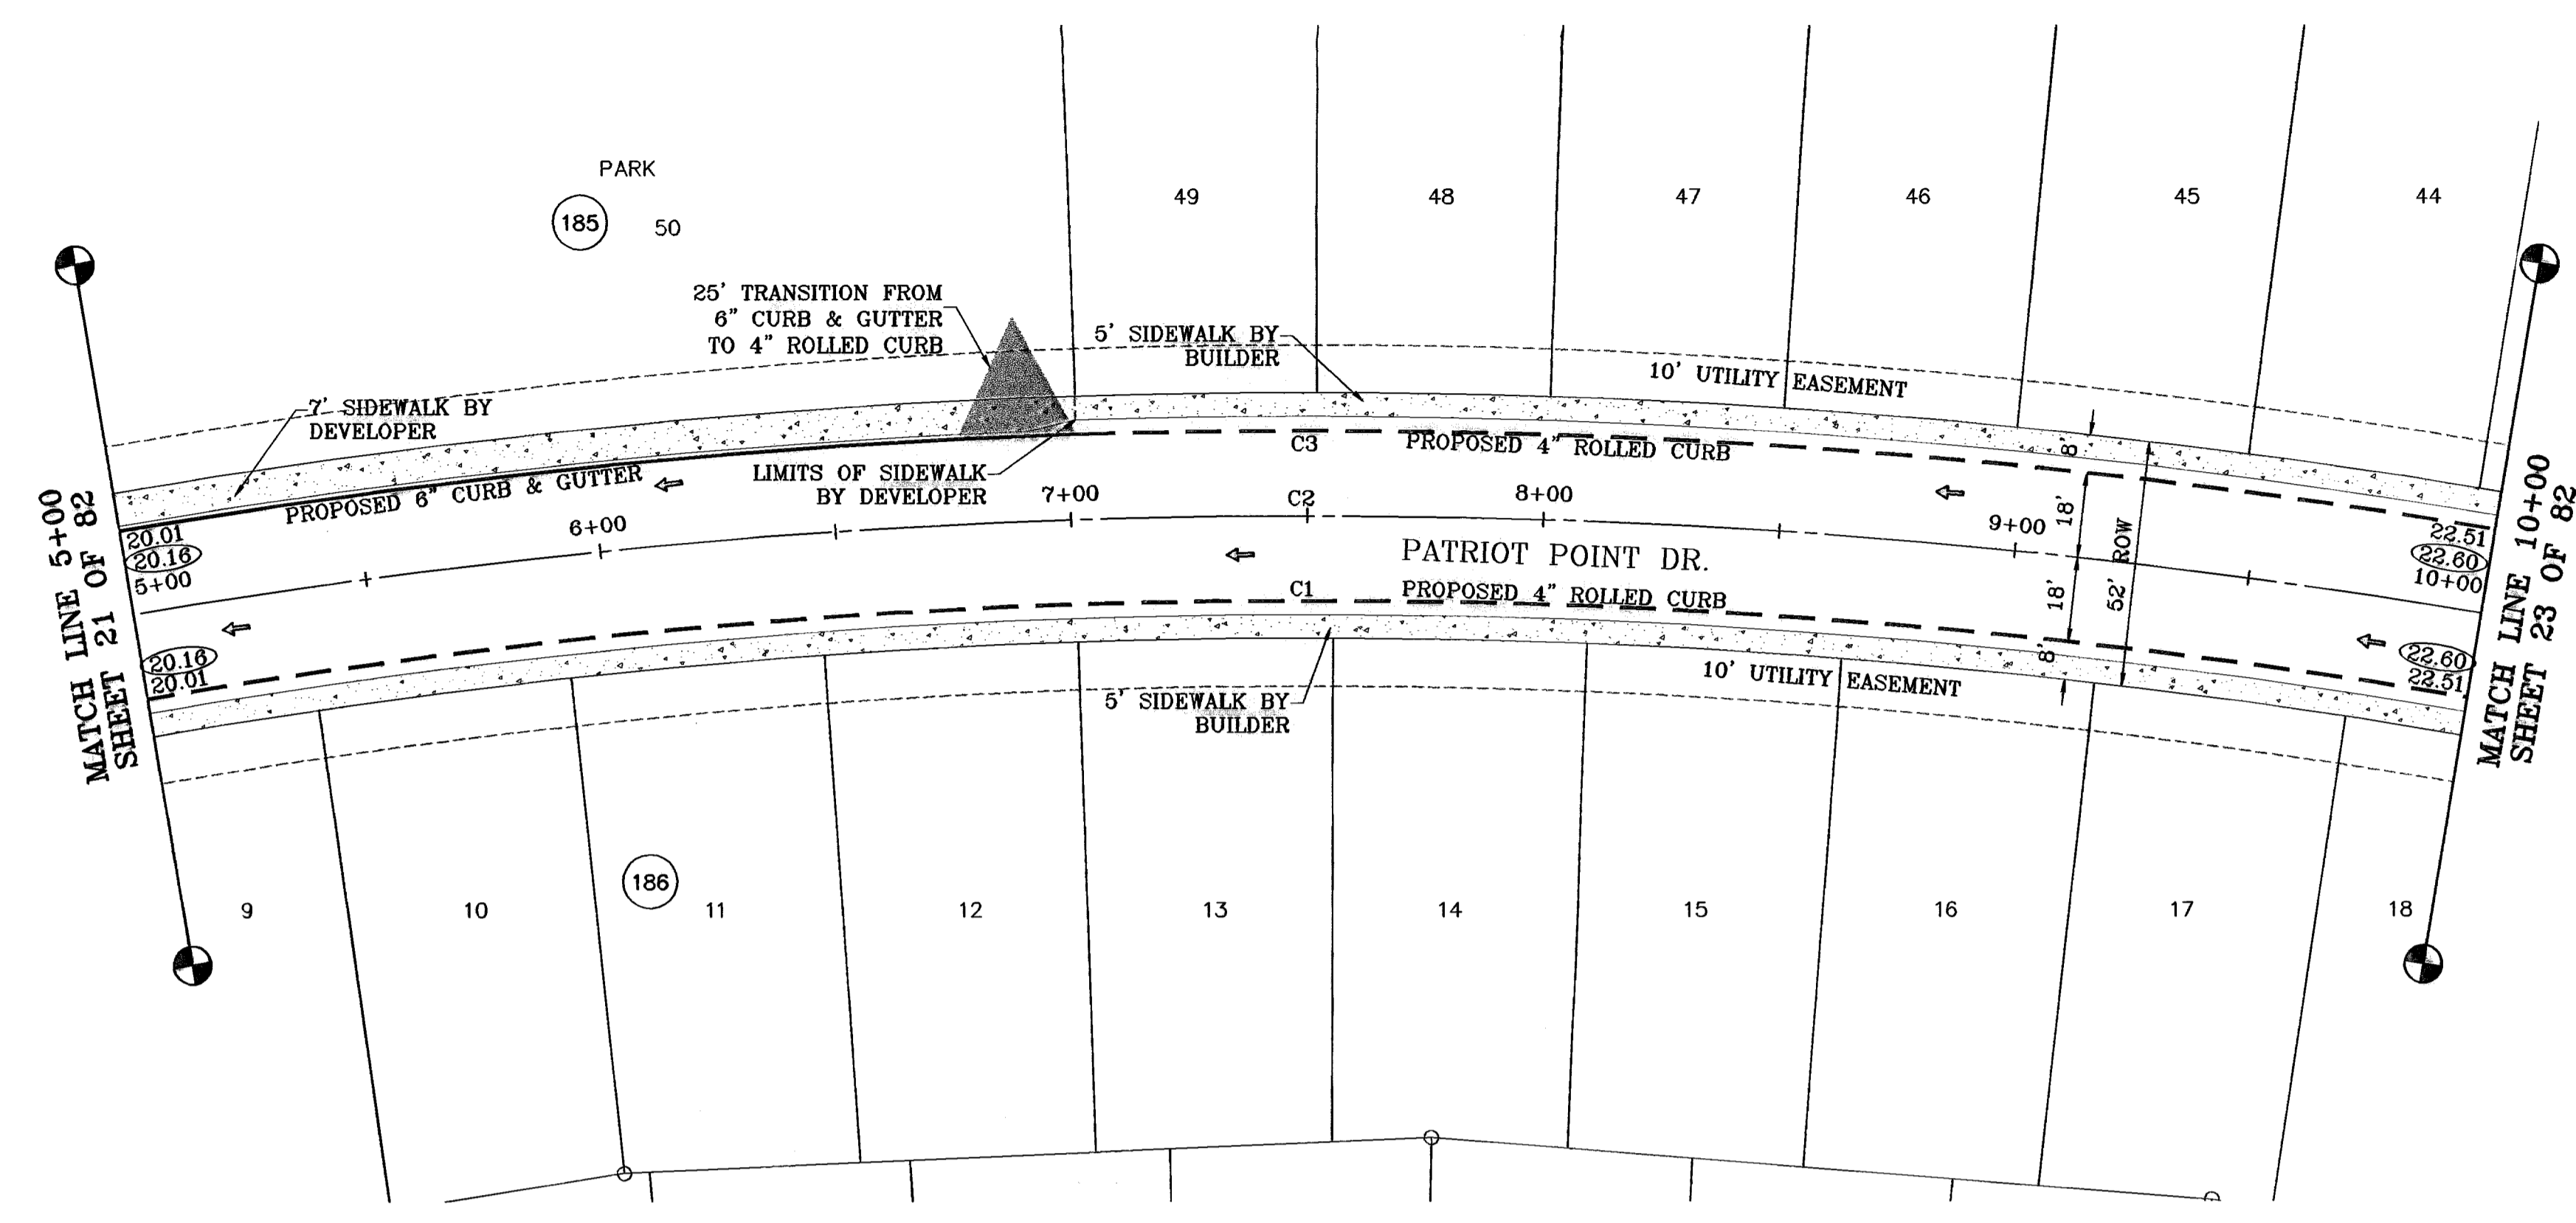 PARK
185
50
49
48
47
46
45
44
25' TRANSITION FROM
6" CURB & GUTTER
TO 4" ROLLED CURB
5' SIDEWALK BY
BUILDER
10' UTILITY EASEMENT
7' SIDEWALK BY
DEVELOPER
PROPOSED 6" CURB & GUTTER
LIMITS OF SIDEWALK
BY DEVELOPER
C3
PROPOSED 4" ROLLED CURB
8'
18'
MATCH LINE 5+00
SHEET 21 OF 82
20.01
20.16
5+00
6+00
7+00
C2
8+00
9+00
22.51
22.60
10+00
PATRIOT POINT DR.
52' ROW
18'
C1
PROPOSED 4" ROLLED CURB
8'
20.16
20.01
22.60
22.51
MATCH LINE 10+00
SHEET 23 OF 82
5' SIDEWALK BY
BUILDER
10' UTILITY EASEMENT
186
9
10
11
12
13
14
15
16
17
18